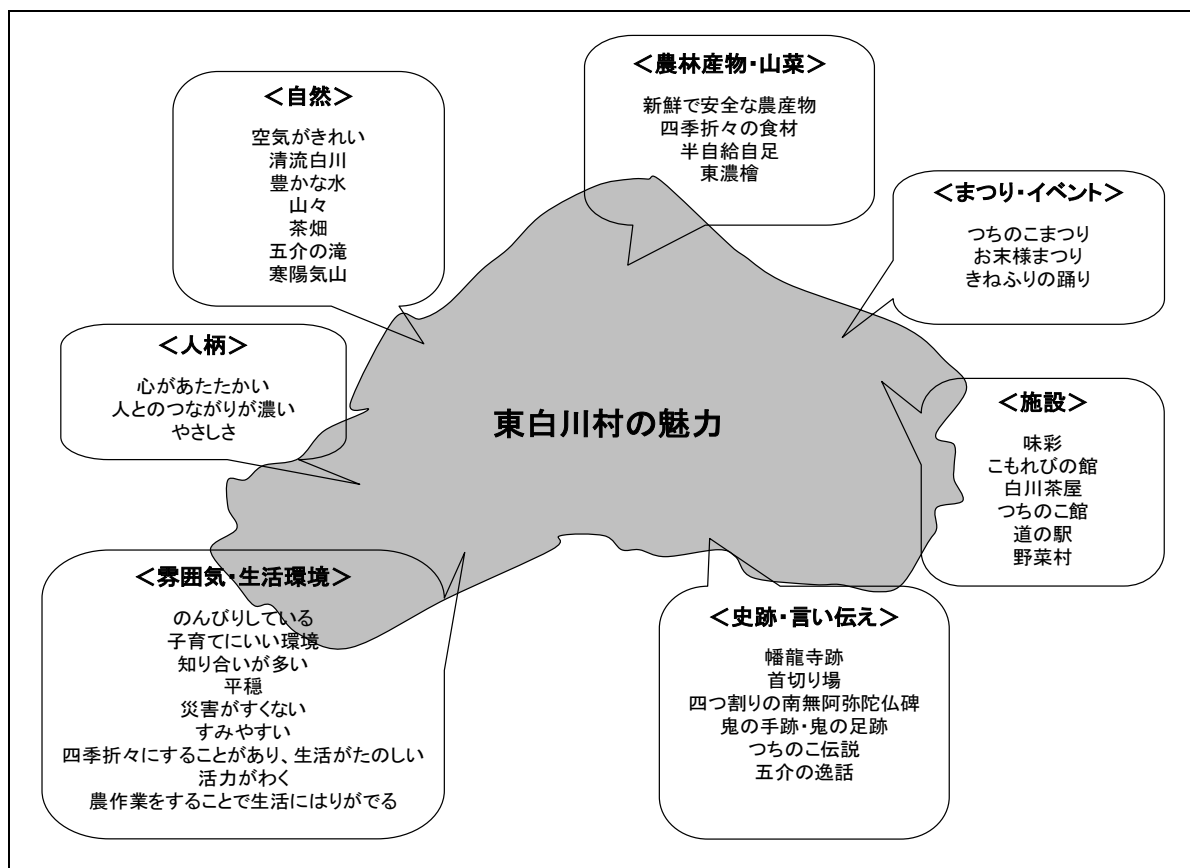 <自然>
空気がきれい
清流白川
豊かな水
山々
茶畑
五介の滝
寒陽気山
<農林産物・山菜>
新鮮で安全な農産物
四季折々の食材
半自給自足
東濃檜
<まつり・イベント>
つちのこまつり
お末様まつり
きねふりの踊り
<人柄>
心があたたかい
人とのつながりが濃い
やさしさ
東白川村の魅力
<施設>
味彩
こもれびの館
白川茶屋
つちのこ館
道の駅
野菜村
<雰囲気・生活環境>
のんびりしている
子育てにいい環境
知り合いが多い
平穏
災害がすくない
すみやすい
四季折々にすることがあり、生活がたのしい
活力がわく
農作業をすることで生活にはりがでる
<史跡・言い伝え>
幡龍寺跡
首切り場
四つ割りの南無阿弥陀仏碑
鬼の手跡・鬼の足跡
つちのこ伝説
五介の逸話